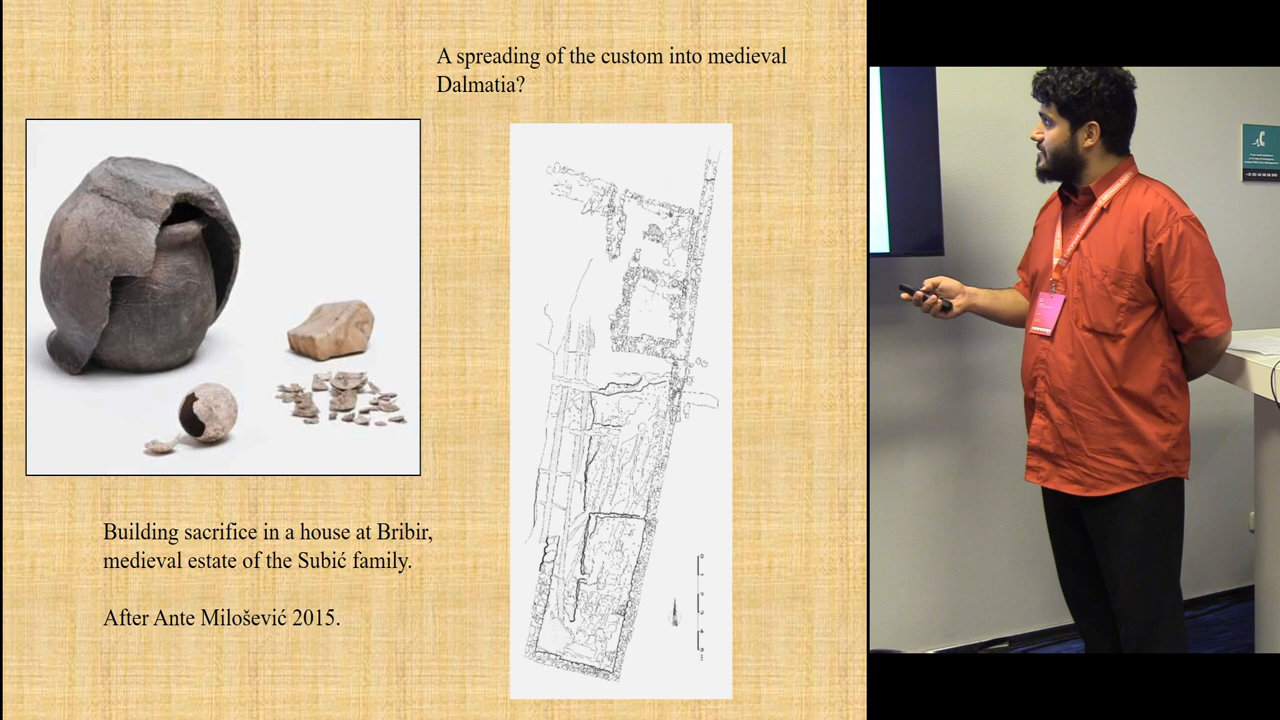 A spreading of the custom into medieval
Dalmatia?
Building sacrifice in a house at Bribir,
medieval estate of the Subić family.
After Ante Milošević 2015.